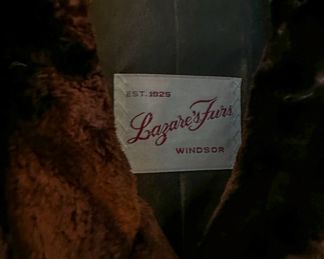 EST. 1925
Lazare's Furs
WINDSOR